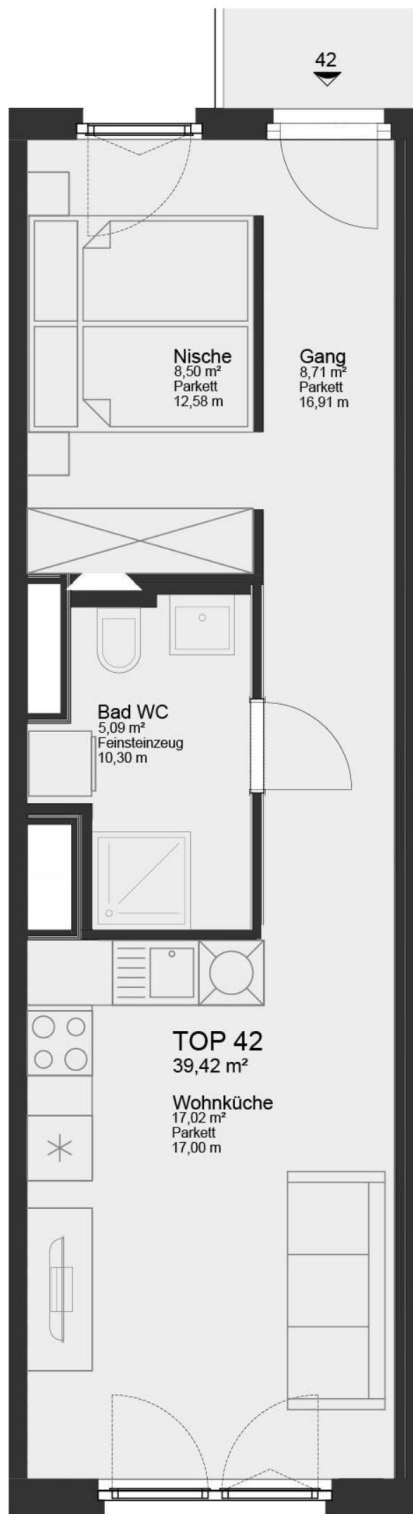 42
Nische
8,50 m²
Parkett
12,58 m
Gang
8,71 m²
Parkett
16,91 m
Bad WC
5,09 m²
Feinsteinzeug
10,30 m
TOP 42
39,42 m²
Wohnküche
17,02 m²
Parkett
17,00 m